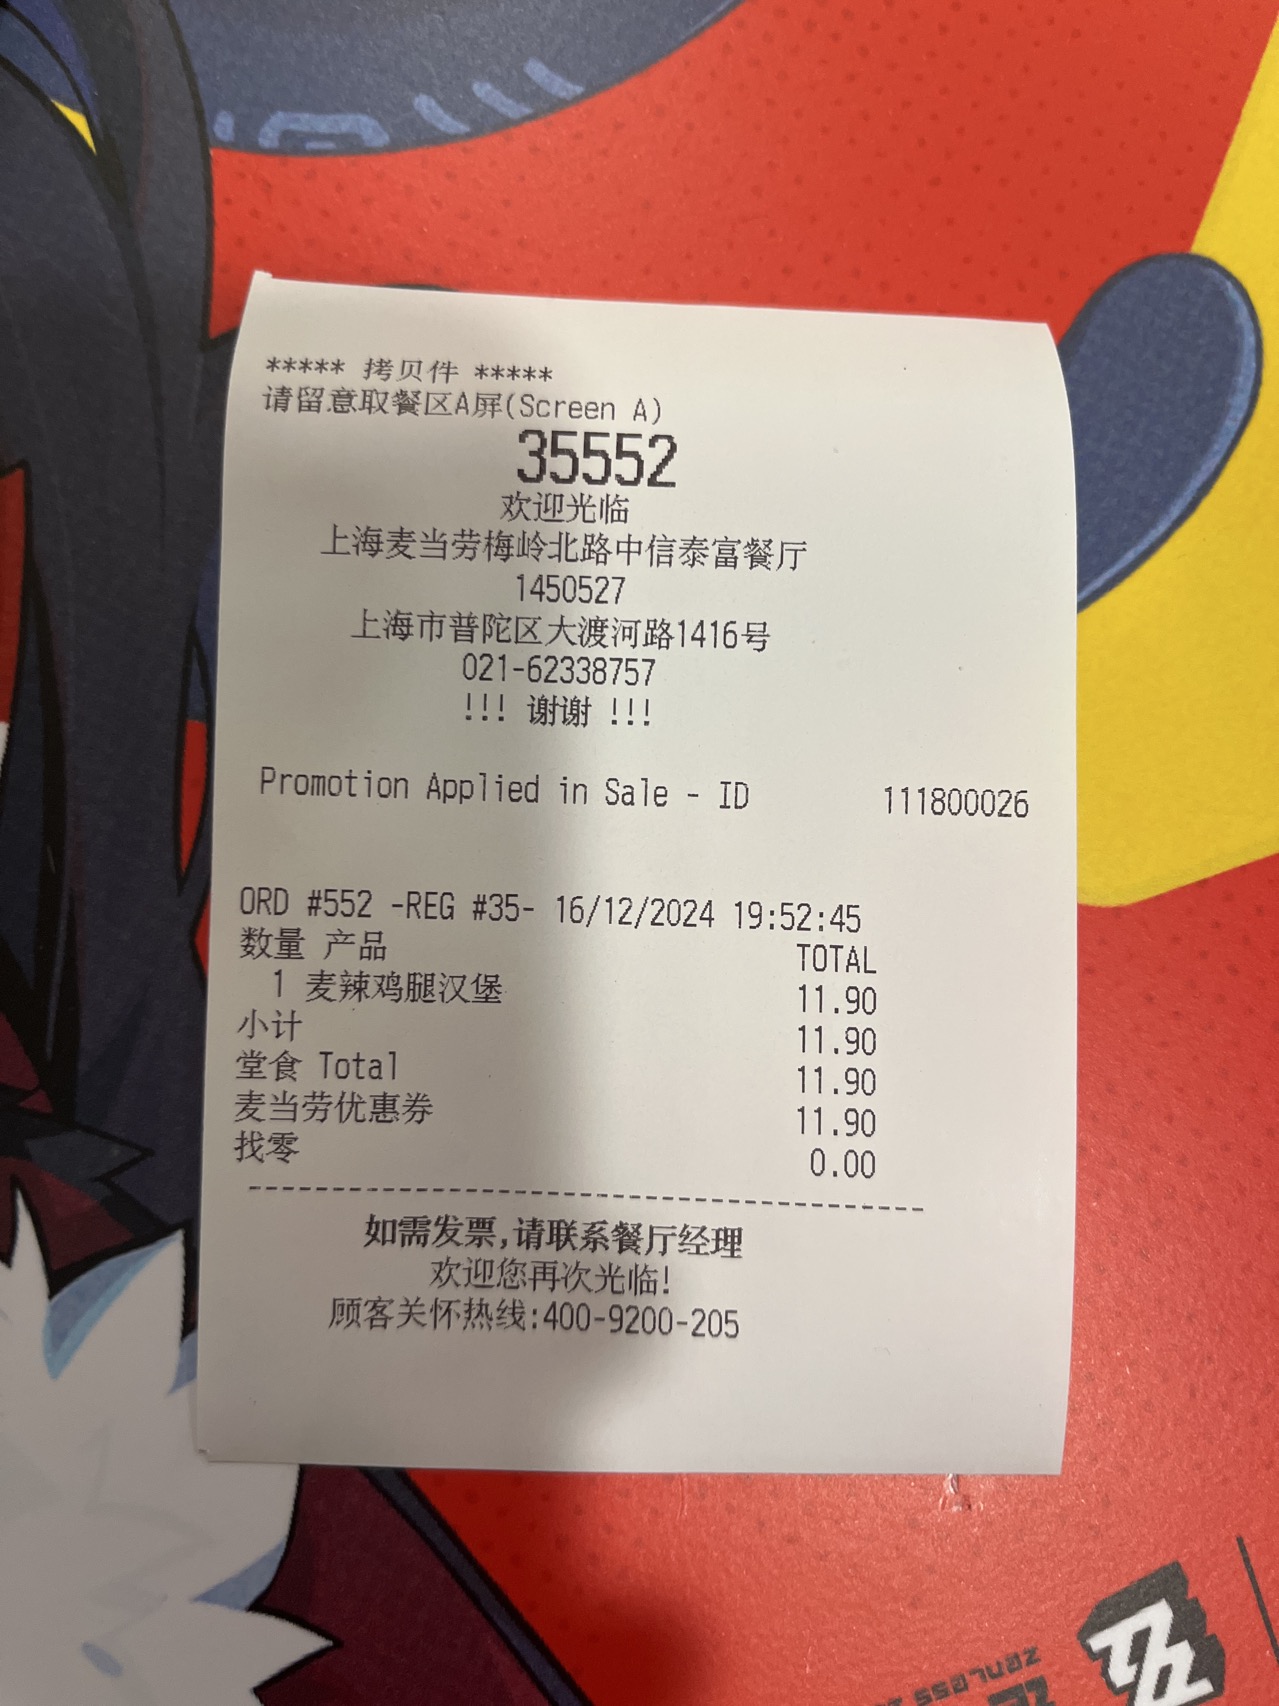 ***** 拷贝件 *****
请留意取餐区A屏(Screen A)
35552
欢迎光临
上海麦当劳梅岭北路中信泰富餐厅
1450527
上海市普陀区大渡河路1416号
021-62338757
!!! 谢谢 !!!
Promotion Applied in Sale - ID 111800026
ORD #552 -REG #35- 16/12/2024 19:52:45
数量 产品 TOTAL
1 麦辣鸡腿汉堡 11.90
小计 11.90
堂食 Total 11.90
麦当劳优惠券 11.90
找零 0.00
如需发票,请联系餐厅经理
欢迎您再次光临!
顾客关怀热线:400-9200-205
ZENLESS